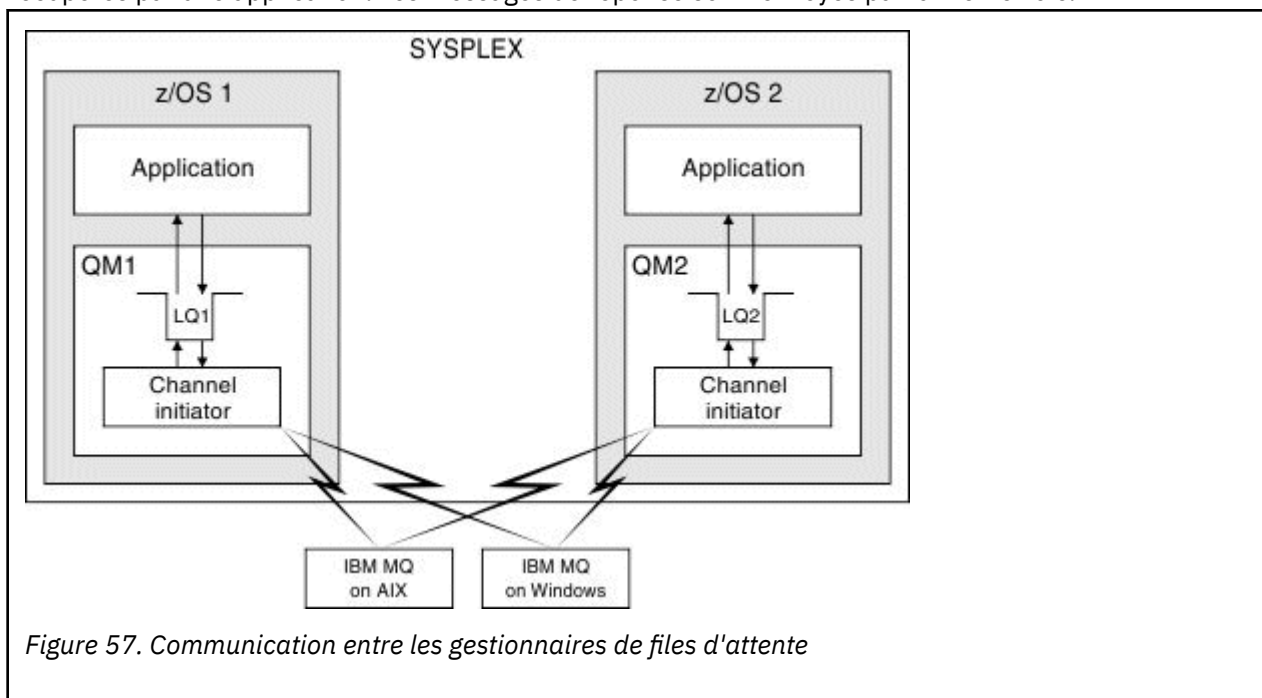 SYSPLEX
z/OS 1
z/OS 2
Application
Application
QM1
QM2
LQ1
LQ2
Channel
initiator
Channel
initiator
IBM MQ
on AIX
IBM MQ
on Windows
Figure 57. Communication entre les gestionnaires de files d'attente